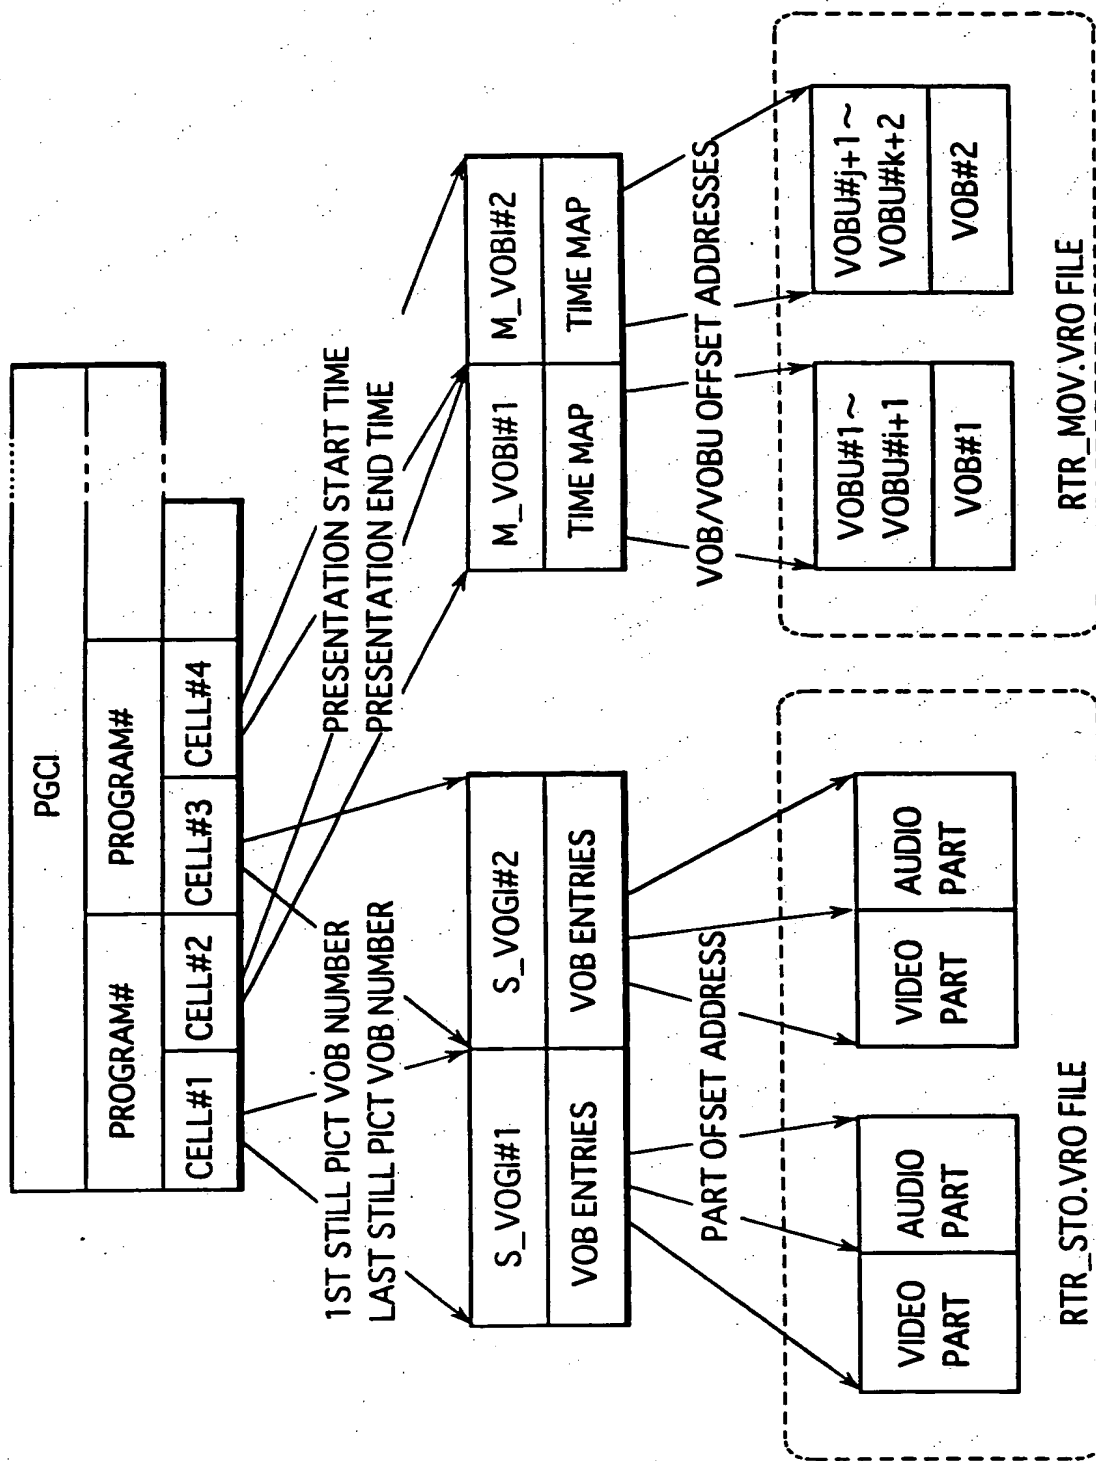 PGCI
PROGRAM#
PROGRAM#
CELL#1
CELL#2
CELL#3
CELL#4
1ST STILL PICT VOB NUMBER
LAST STILL PICT VOB NUMBER
PRESENTATION START TIME
PRESENTATION END TIME
S_VOGI#1
S_VOGI#2
VOB ENTRIES
VOB ENTRIES
M_VOBI#1
M_VOBI#2
TIME MAP
TIME MAP
PART OFFSET ADDRESS
VOB/VOBU OFFSET ADDRESSES
VIDEO
PART
AUDIO
PART
VIDEO
PART
AUDIO
PART
VOBU#1~
VOBU#i+1
VOB#1
VOBU#j+1~
VOBU#k+2
VOB#2
RTR_STO.VRO FILE
RTR_MOV.VRO FILE